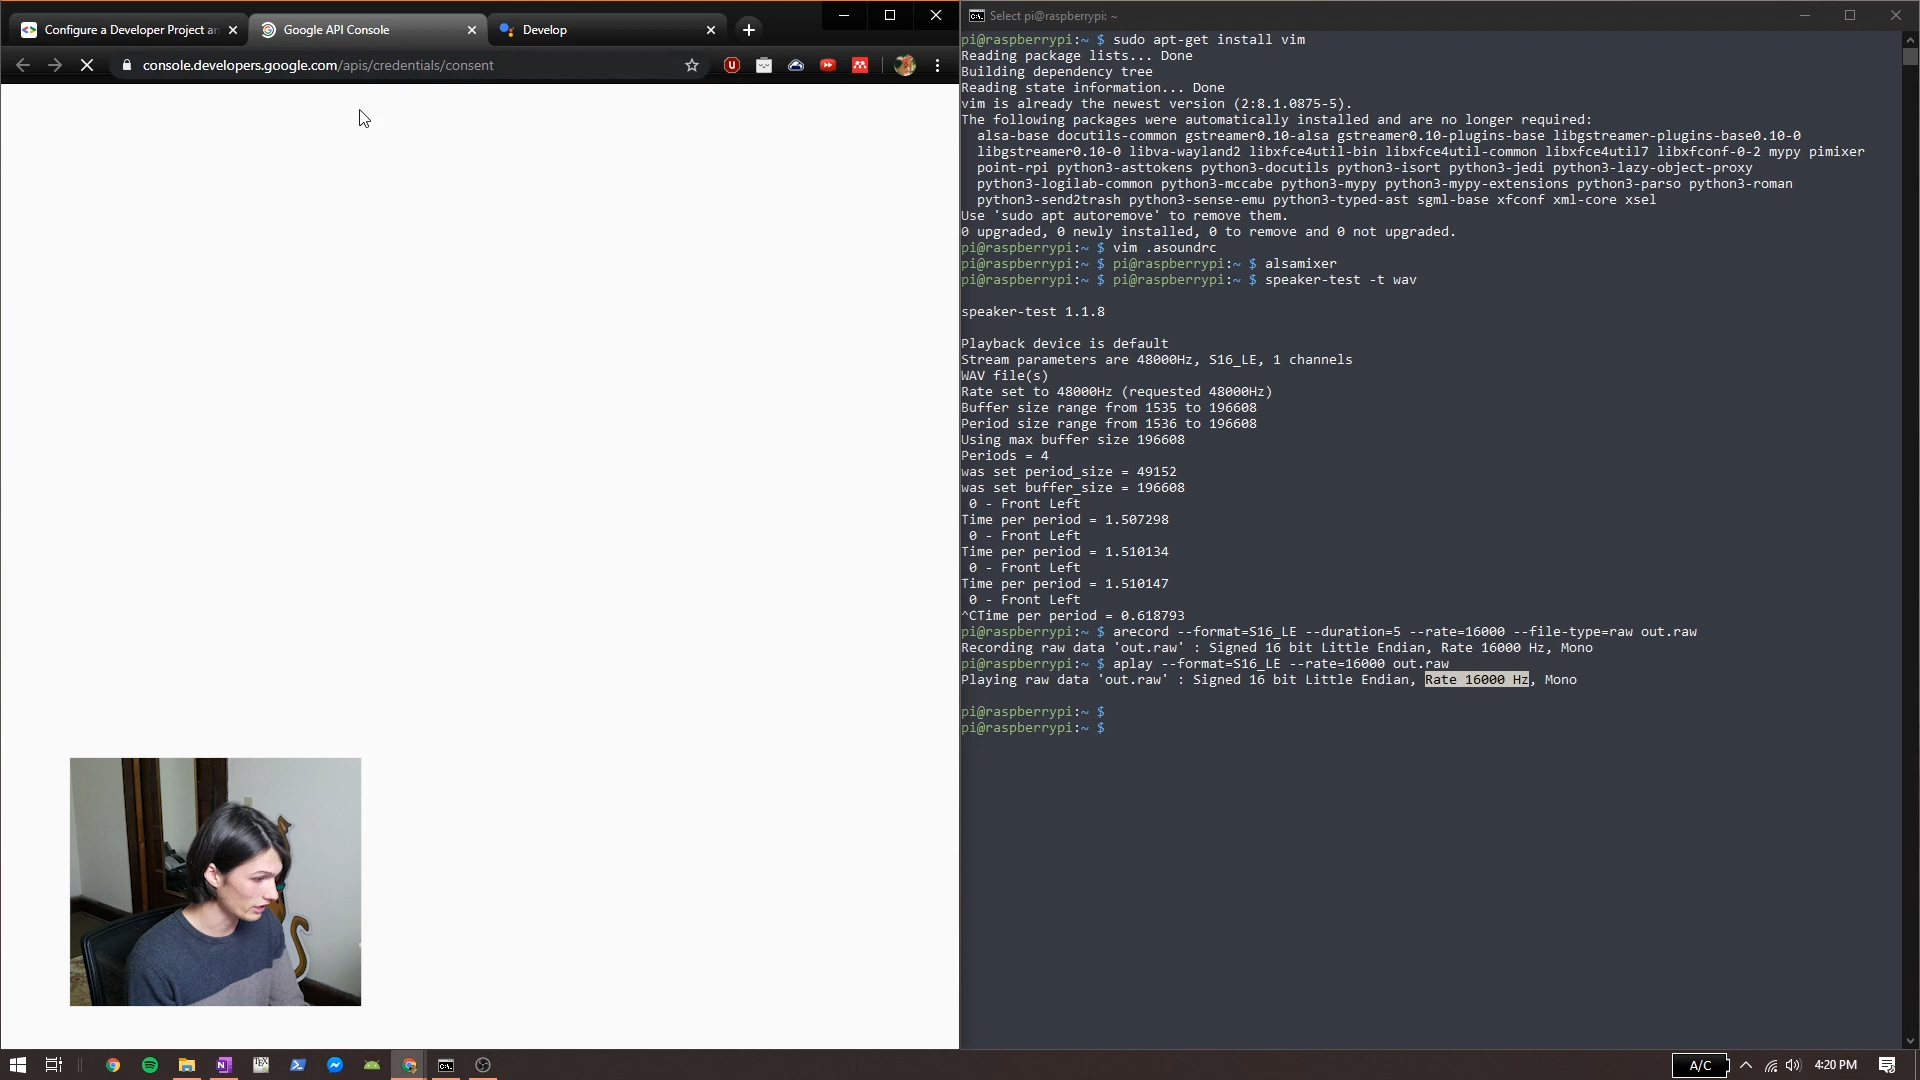 Configure a Developer Project an
Google API Console
Develop
console.developers.google.com/apis/credentials/consent
Select pi@raspberrypi: ~
pi@raspberrypi:~ $ sudo apt-get install vim
Reading package lists... Done
Building dependency tree
Reading state information... Done
vim is already the newest version (2:8.1.0875-5).
The following packages were automatically installed and are no longer required:
alsa-base docutils-common gstreamer0.10-alsa gstreamer0.10-plugins-base libgstreamer-plugins-base0.10-0
libgstreamer0.10-0 libva-wayland2 libxfce4util-bin libxfce4util-common libxfce4util7 libxfconf-0-2 mypy pimixer
point-rpi python3-asttokens python3-docutils python3-isort python3-jedi python3-lazy-object-proxy
python3-logilab-common python3-mccabe python3-mypy python3-mypy-extensions python3-parso python3-roman
python3-send2trash python3-sense-emu python3-typed-ast sgml-base xfconf xml-core xsel
Use 'sudo apt autoremove' to remove them.
0 upgraded, 0 newly installed, 0 to remove and 0 not upgraded.
pi@raspberrypi:~ $ vim .asoundrc
pi@raspberrypi:~ $ pi@raspberrypi:~ $ alsamixer
pi@raspberrypi:~ $ pi@raspberrypi:~ $ speaker-test -t wav
speaker-test 1.1.8
Playback device is default
Stream parameters are 48000Hz, S16_LE, 1 channels
WAV file(s)
Rate set to 48000Hz (requested 48000Hz)
Buffer size range from 1535 to 196608
Period size range from 1536 to 196608
Using max buffer size 196608
Periods = 4
was set period_size = 49152
was set buffer_size = 196608
0 - Front Left
Time per period = 1.507298
0 - Front Left
Time per period = 1.510134
0 - Front Left
Time per period = 1.510147
0 - Front Left
^CTime per period = 0.618793
pi@raspberrypi:~ $ arecord --format=S16_LE --duration=5 --rate=16000 --file-type=raw out.raw
Recording raw data 'out.raw' : Signed 16 bit Little Endian, Rate 16000 Hz, Mono
pi@raspberrypi:~ $ aplay --format=S16_LE --rate=16000 out.raw
Playing raw data 'out.raw' : Signed 16 bit Little Endian, Rate 16000 Hz, Mono
pi@raspberrypi:~ $
pi@raspberrypi:~ $
A/C
4:20 PM